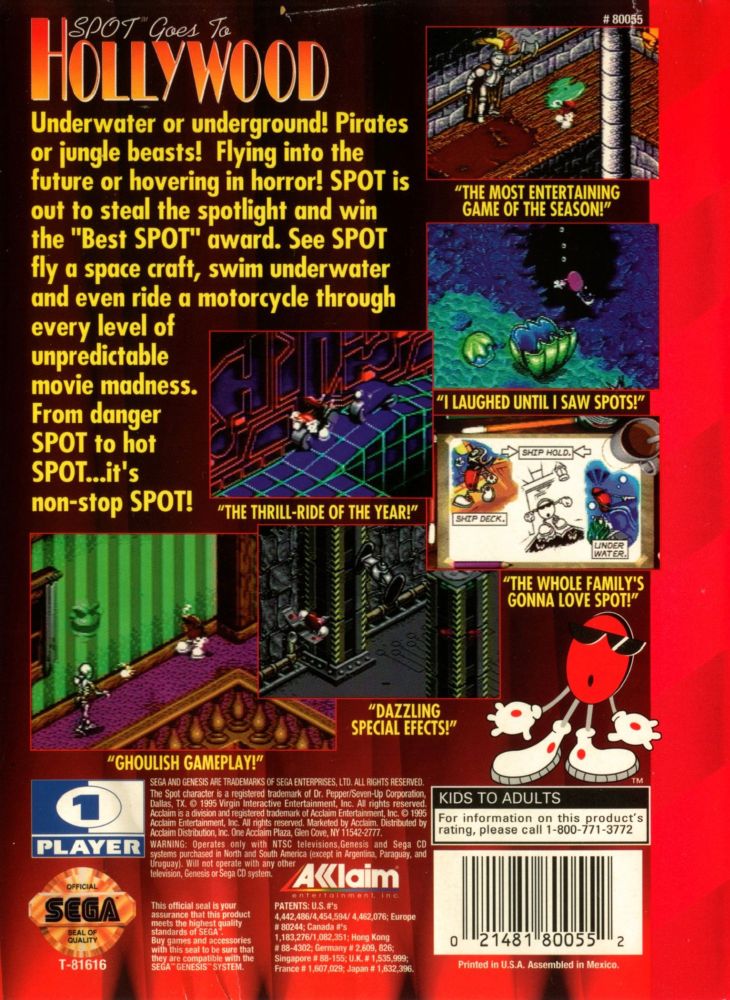 SPOT™ Goes To
HOLLYWOOD
# 80055
Underwater or underground! Pirates
or jungle beasts! Flying into the
future or hovering in horror! SPOT is
out to steal the spotlight and win
the "Best SPOT" award. See SPOT
fly a space craft, swim underwater
and even ride a motorcycle through
every level of
unpredictable
movie madness.
From danger
SPOT to hot
SPOT...it's
non-stop SPOT!
"THE MOST ENTERTAINING
GAME OF THE SEASON!"
"I LAUGHED UNTIL I SAW SPOTS!"
"THE THRILL-RIDE OF THE YEAR!"
SHIP HOLD.
SHIP DECK.
UNDER
WATER.
"THE WHOLE FAMILY'S
GONNA LOVE SPOT!"
"DAZZLING
SPECIAL EFECTS!"
"GHOULISH GAMEPLAY!"
TM
1
PLAYER
SEGA AND GENESIS ARE TRADEMARKS OF SEGA ENTERPRISES, LTD. ALL RIGHTS RESERVED.
The Spot character is a registered trademark of Dr. Pepper/Seven-Up Corporation,
Dallas, TX. © 1995 Virgin Interactive Entertainment, Inc. All rights reserved.
Acclaim is a division and registered trademark of Acclaim Entertainment, Inc. © 1995
Acclaim Entertainment, Inc. All rights reserved. Marketed by Acclaim. Distributed by
Acclaim Distribution, Inc. One Acclaim Plaza, Glen Cove, NY 11542-2777.
WARNING: Operates only with NTSC televisions,Genesis and Sega CD
systems purchased in North and South America (except in Argentina, Paraguay, and
Uruguay). Will not operate with any other
television, Genesis or Sega CD system.
KIDS TO ADULTS
For information on this product's
rating, please call 1-800-771-3772
OFFICIAL
SEGA
SEAL OF
QUALITY
T-81616
This official seal is your
assurance that this product
meets the highest quality
standards of SEGA™.
Buy games and accessories
with this seal to be sure that
they are compatible with the
SEGA™ GENESIS™ SYSTEM.
AKlaim
entertainment, inc.
PATENTS: U.S. #'s
4,442,486/4,454,594/ 4,462,076; Europe
# 80244; Canada #'s
1,183,276/1,082,351; Hong Kong
# 88-4302; Germany # 2,609, 826;
Singapore # 88-155; U.K. # 1,535,999;
France # 1,607,029; Japan # 1,632,396.
0 21481 80055 2
Printed in U.S.A. Assembled in Mexico.